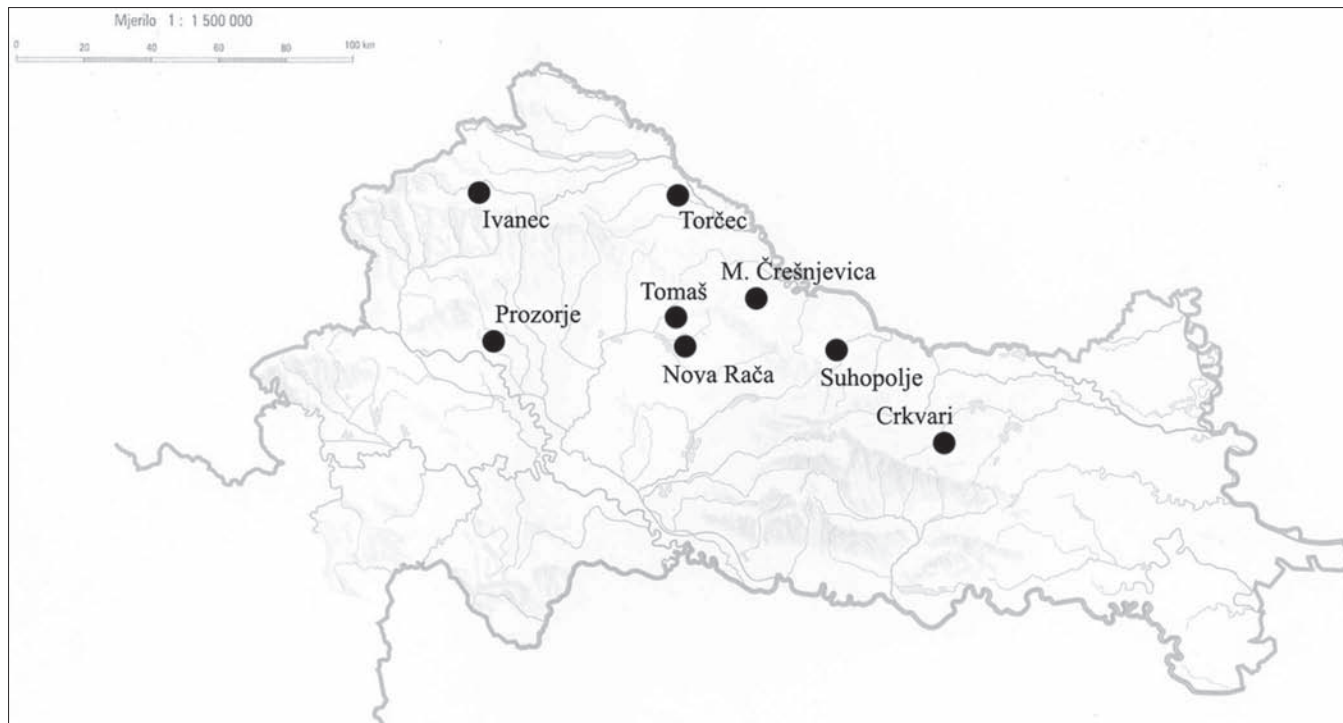 Mjerilo 1 : 1 500 000
0 20 40 60 80 100 km
Ivanec
Torčec
M. Črešnjevica
Tomaš
Prozorje
Nova Rača
Suhopolje
Crkvari